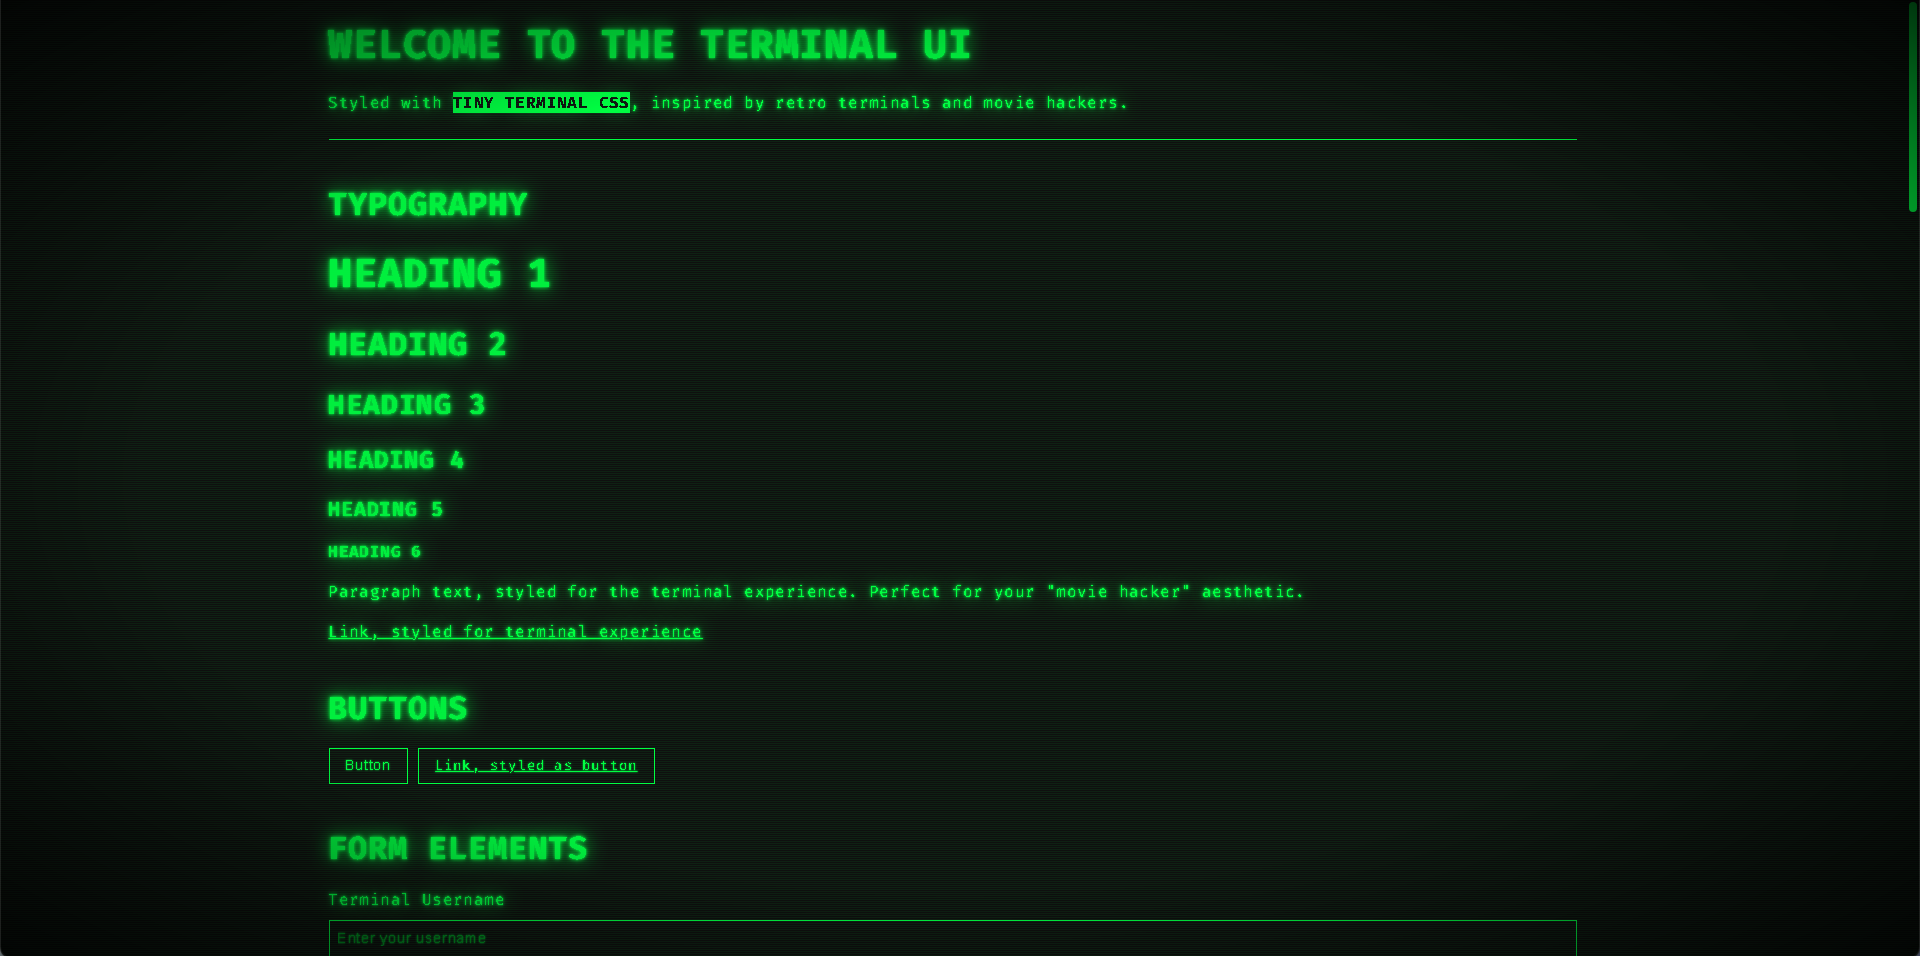 WELCOME TO THE TERMINAL UI
Styled with TINY TERMINAL CSS, inspired by retro terminals and movie hackers.
TYPOGRAPHY
HEADING 1
HEADING 2
HEADING 3
HEADING 4
HEADING 5
HEADING 6
Paragraph text, styled for the terminal experience. Perfect for your "movie hacker" aesthetic.
Link, styled for terminal experience
BUTTONS
Button Link, styled as button
FORM ELEMENTS
Terminal Username
Enter your username